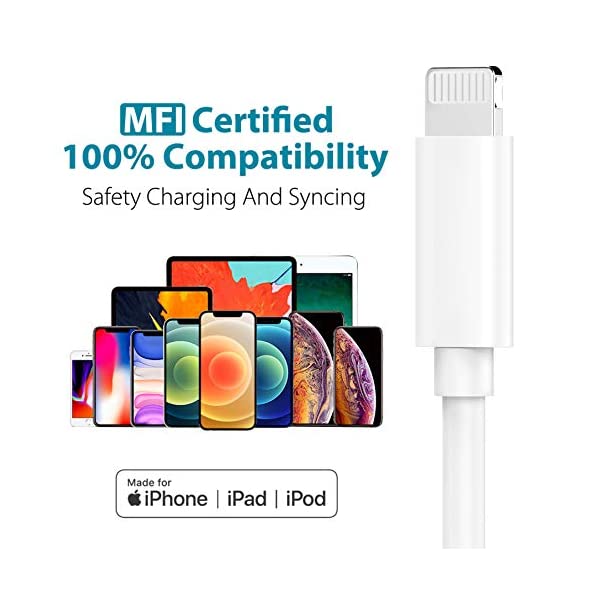 MFI Certified
100% Compatibility
Safety Charging And Syncing
Made for
iPhone | iPad | iPod